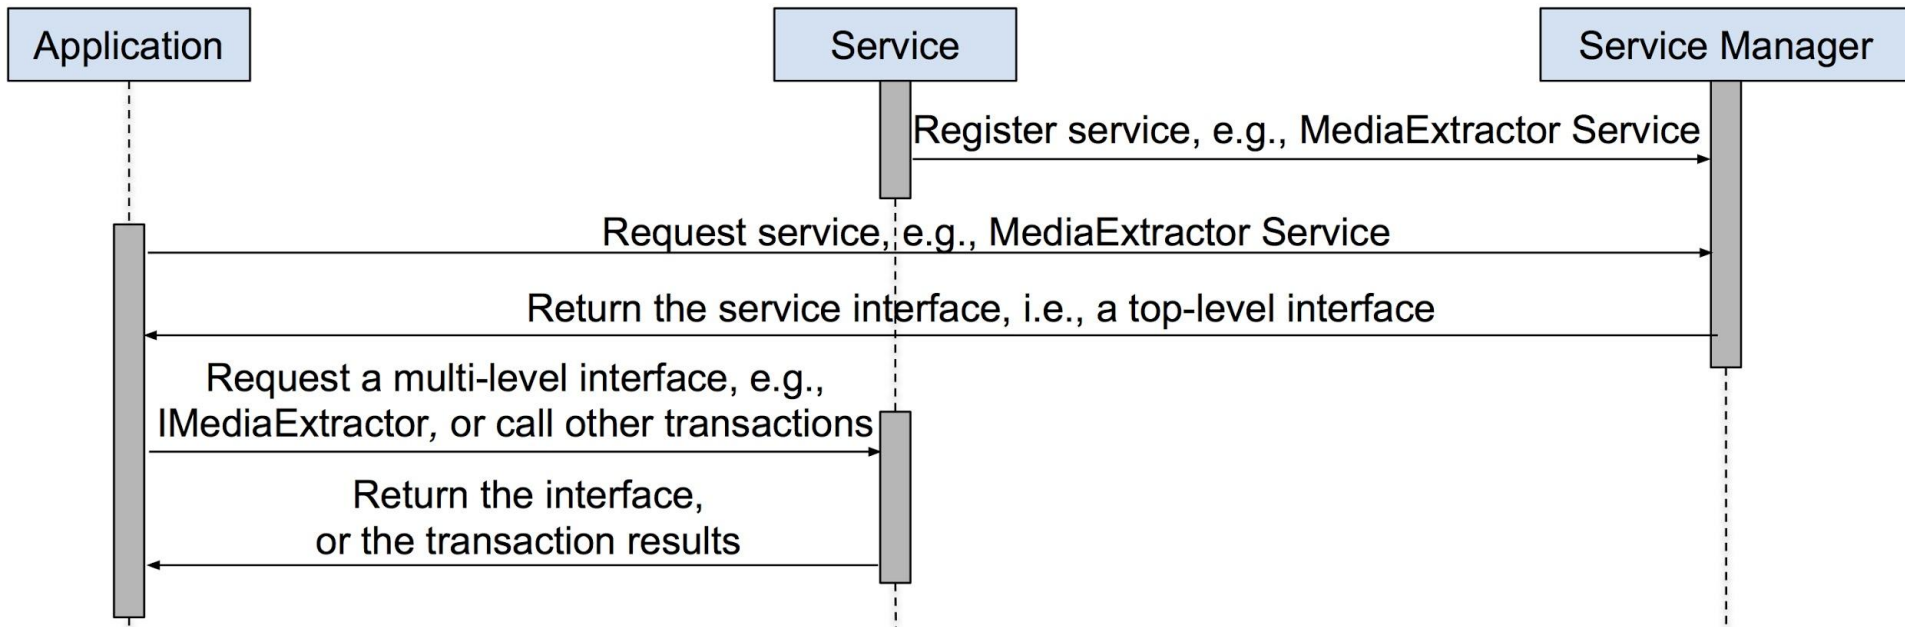 Application
Service
Service Manager
Register service, e.g., MediaExtractor Service
Request service, e.g., MediaExtractor Service
Return the service interface, i.e., a top-level interface
Request a multi-level interface, e.g.,
IMediaExtractor, or call other transactions
Return the interface,
or the transaction results